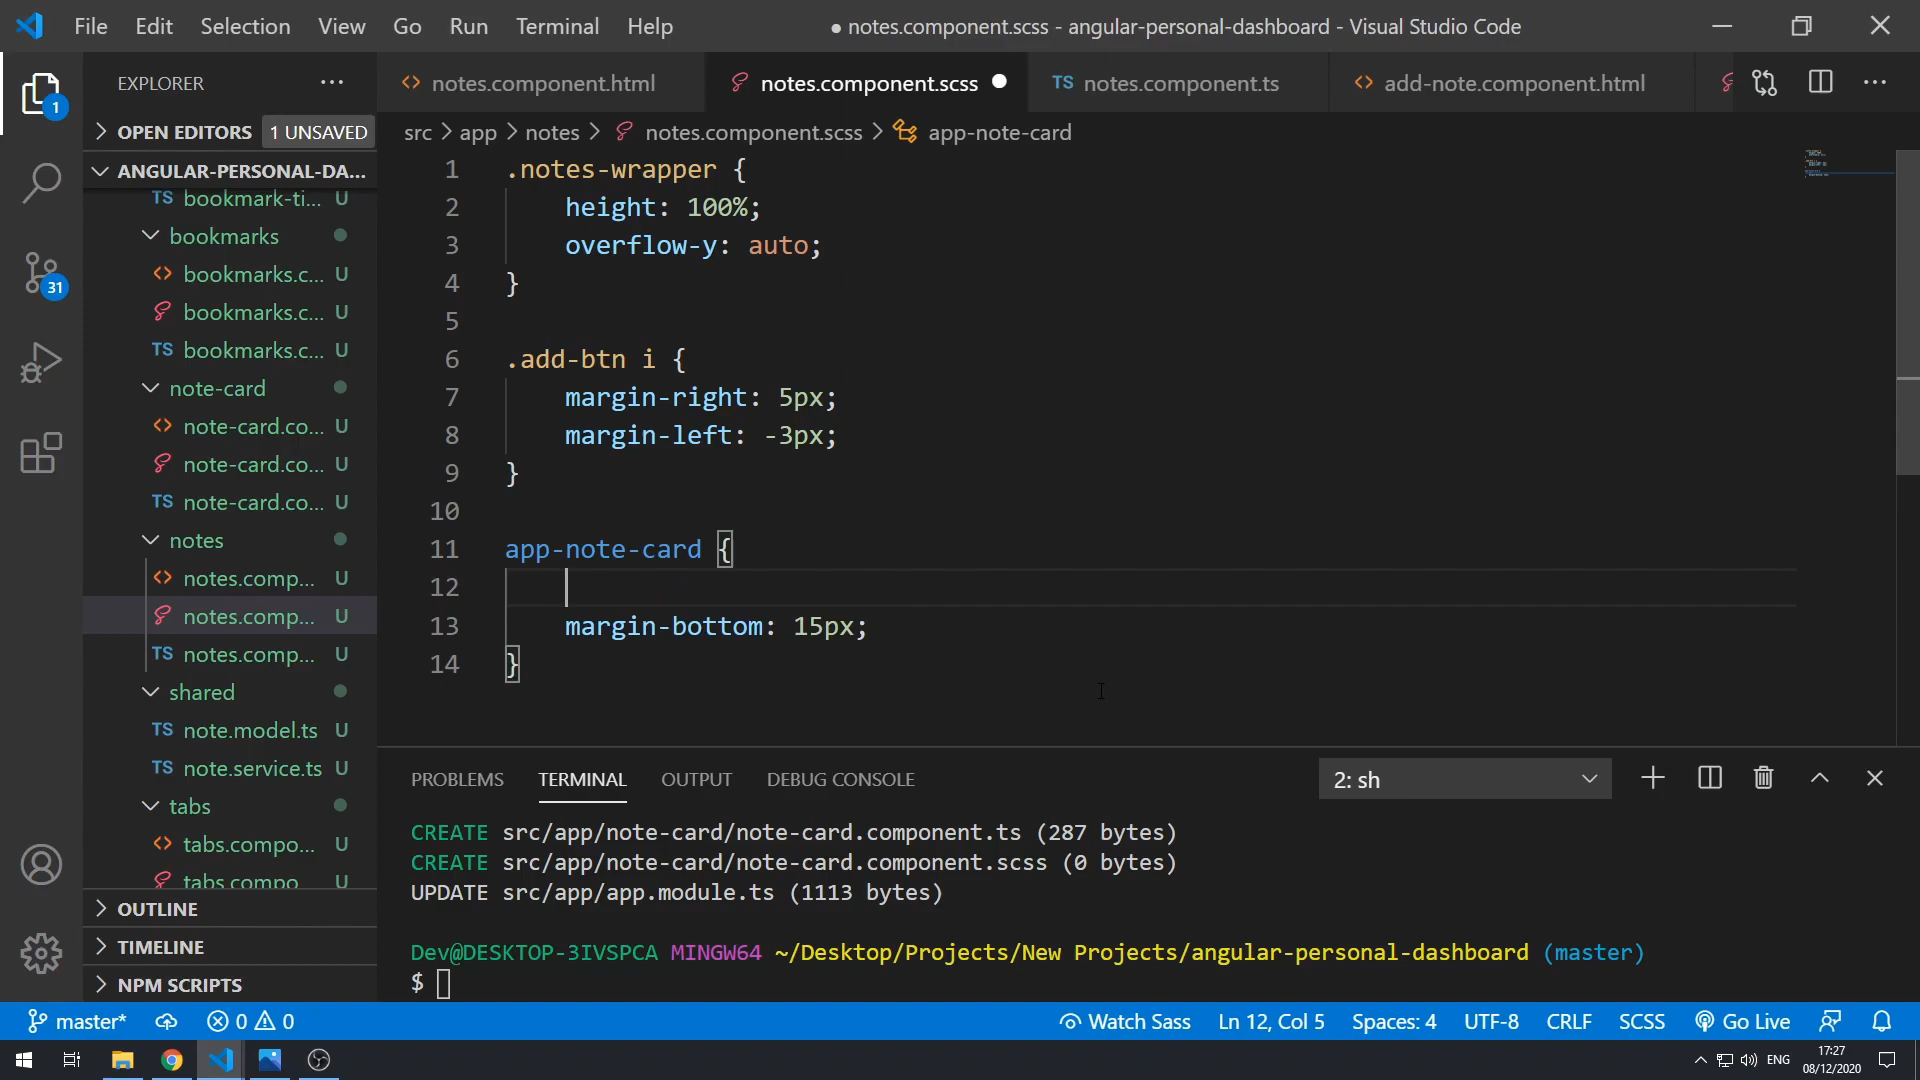 File Edit Selection View Go Run Terminal Help
● notes.component.scss - angular-personal-dashboard - Visual Studio Code
EXPLORER
OPEN EDITORS 1 UNSAVED
ANGULAR-PERSONAL-DA...
TS bookmark-ti... U
bookmarks
bookmarks.c... U
bookmarks.c... U
TS bookmarks.c... U
note-card
note-card.co... U
note-card.co... U
TS note-card.co... U
notes
notes.comp... U
notes.comp... U
TS notes.comp... U
shared
TS note.model.ts U
TS note.service.ts U
tabs
tabs.compo... U
tabs.compo U
OUTLINE
TIMELINE
NPM SCRIPTS
1
31
notes.component.html
notes.component.scss
TS notes.component.ts
add-note.component.html
src > app > notes > notes.component.scss > app-note-card
1 .notes-wrapper {
2 height: 100%;
3 overflow-y: auto;
4 }
5
6 .add-btn i {
7 margin-right: 5px;
8 margin-left: -3px;
9 }
10
11 app-note-card {
12
13 margin-bottom: 15px;
14 }
PROBLEMS TERMINAL OUTPUT DEBUG CONSOLE
2: sh
CREATE src/app/note-card/note-card.component.ts (287 bytes)
CREATE src/app/note-card/note-card.component.scss (0 bytes)
UPDATE src/app/app.module.ts (1113 bytes)
Dev@DESKTOP-3IVSPCA MINGW64 ~/Desktop/Projects/New Projects/angular-personal-dashboard (master)
$
master* 0 0
Watch Sass Ln 12, Col 5 Spaces: 4 UTF-8 CRLF SCSS Go Live
ENG
17:27
08/12/2020